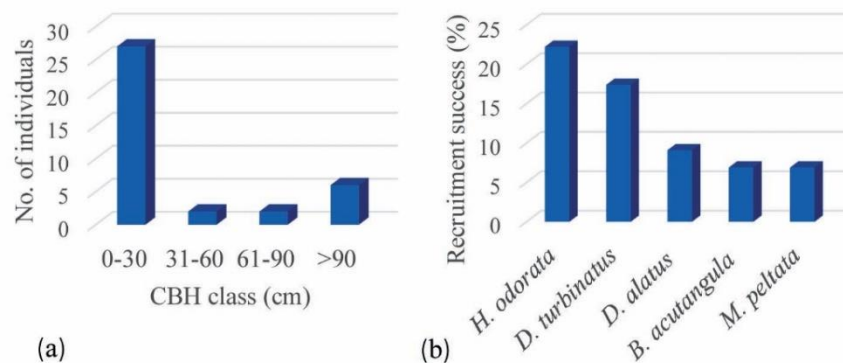 No. of individuals
30
25
20
15
10
5
0
0-30 31-60 61-90 >90
CBH class (cm)
(a)
Recruitment success (%)
25
20
15
10
5
0
H. odorata
D. turbinatus
D. alatus
B. acutangula
M. peltata
(b)